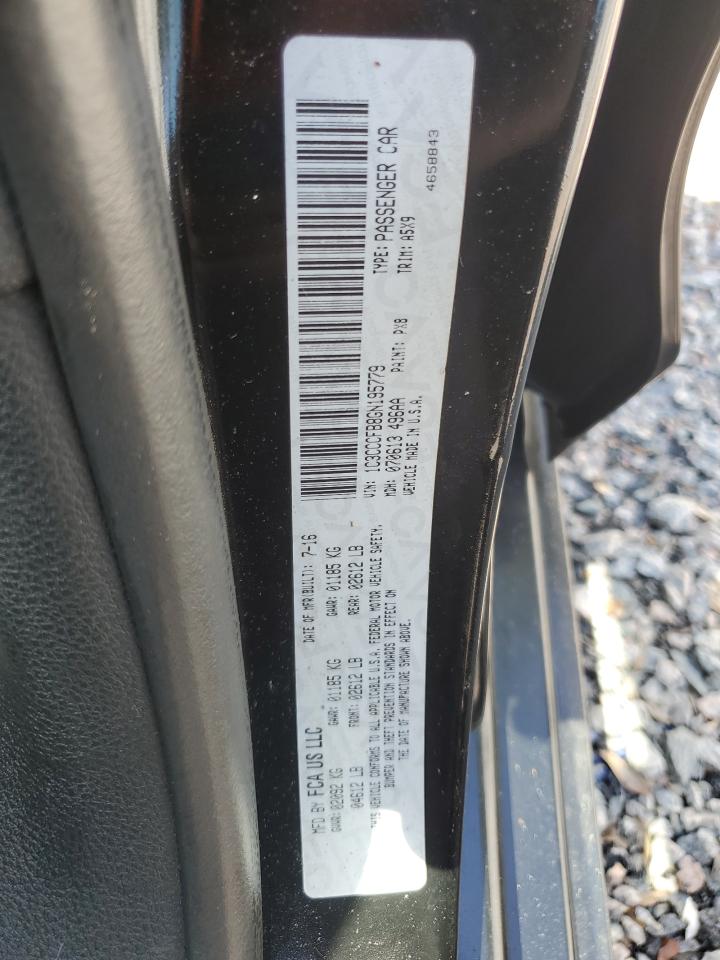 MFD BY FCA US LLC
DATE OF MFR(BUILT): 7-16
GVWR: 02092 KG
GAWR: 01185 KG
GAWR: 01185 KG
04612 LB
FRONT: 02612 LB
REAR: 02612 LB
THIS VEHICLE CONFORMS TO ALL APPLICABLE U.S.A. FEDERAL MOTOR VEHICLE SAFETY,
BUMPER AND THEFT PREVENTION STANDARDS IN EFFECT ON
THE DATE OF MANUFACTURE SHOWN ABOVE.
VIN: 1C3CCCFB8GN195779
TYPE: PASSENGER CAR
MDH: 070613 496AA
PAINT: PX8
TRIM: A5X9
VEHICLE MADE IN U.S.A.
4658843